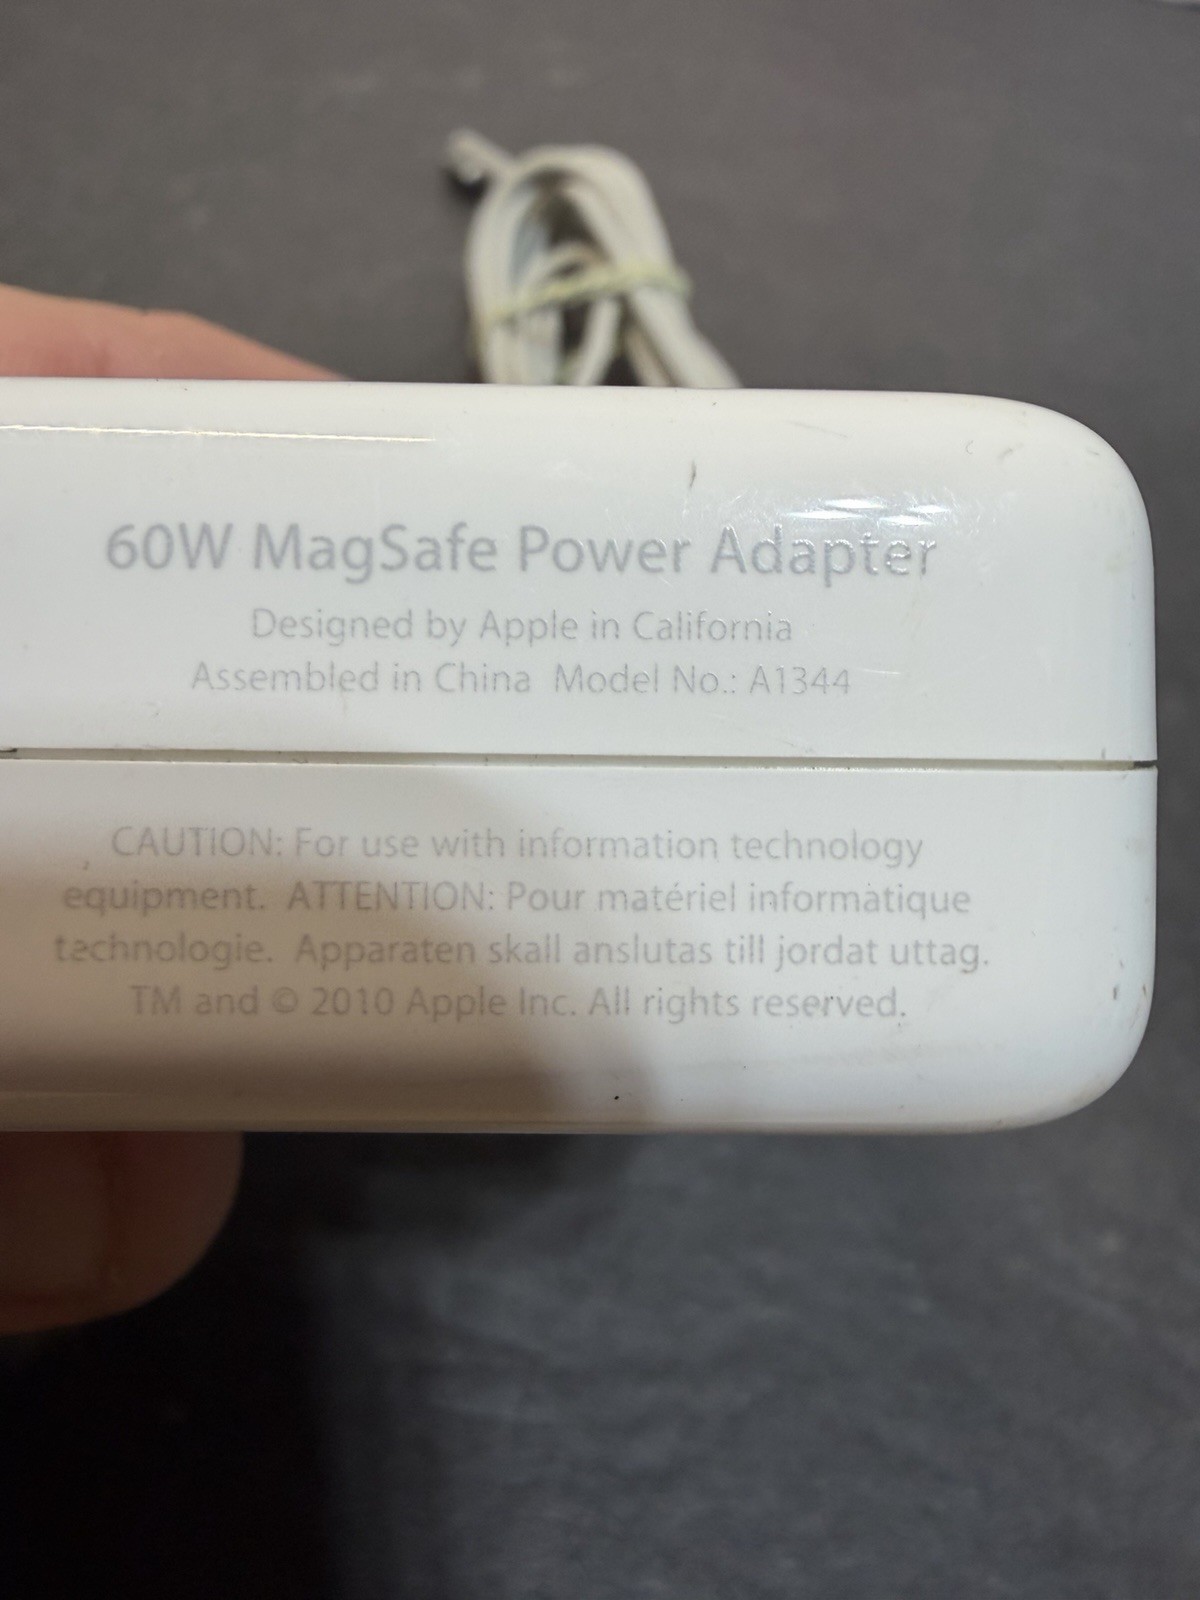 60W MagSafe Power Adapter
Designed by Apple in California
Assembled in China  Model No.: A1344
CAUTION: For use with information technology
equipment.  ATTENTION: Pour matériel informatique
technologie.  Apparaten skall anslutas till jordat uttag.
TM and © 2010 Apple Inc. All rights reserved.